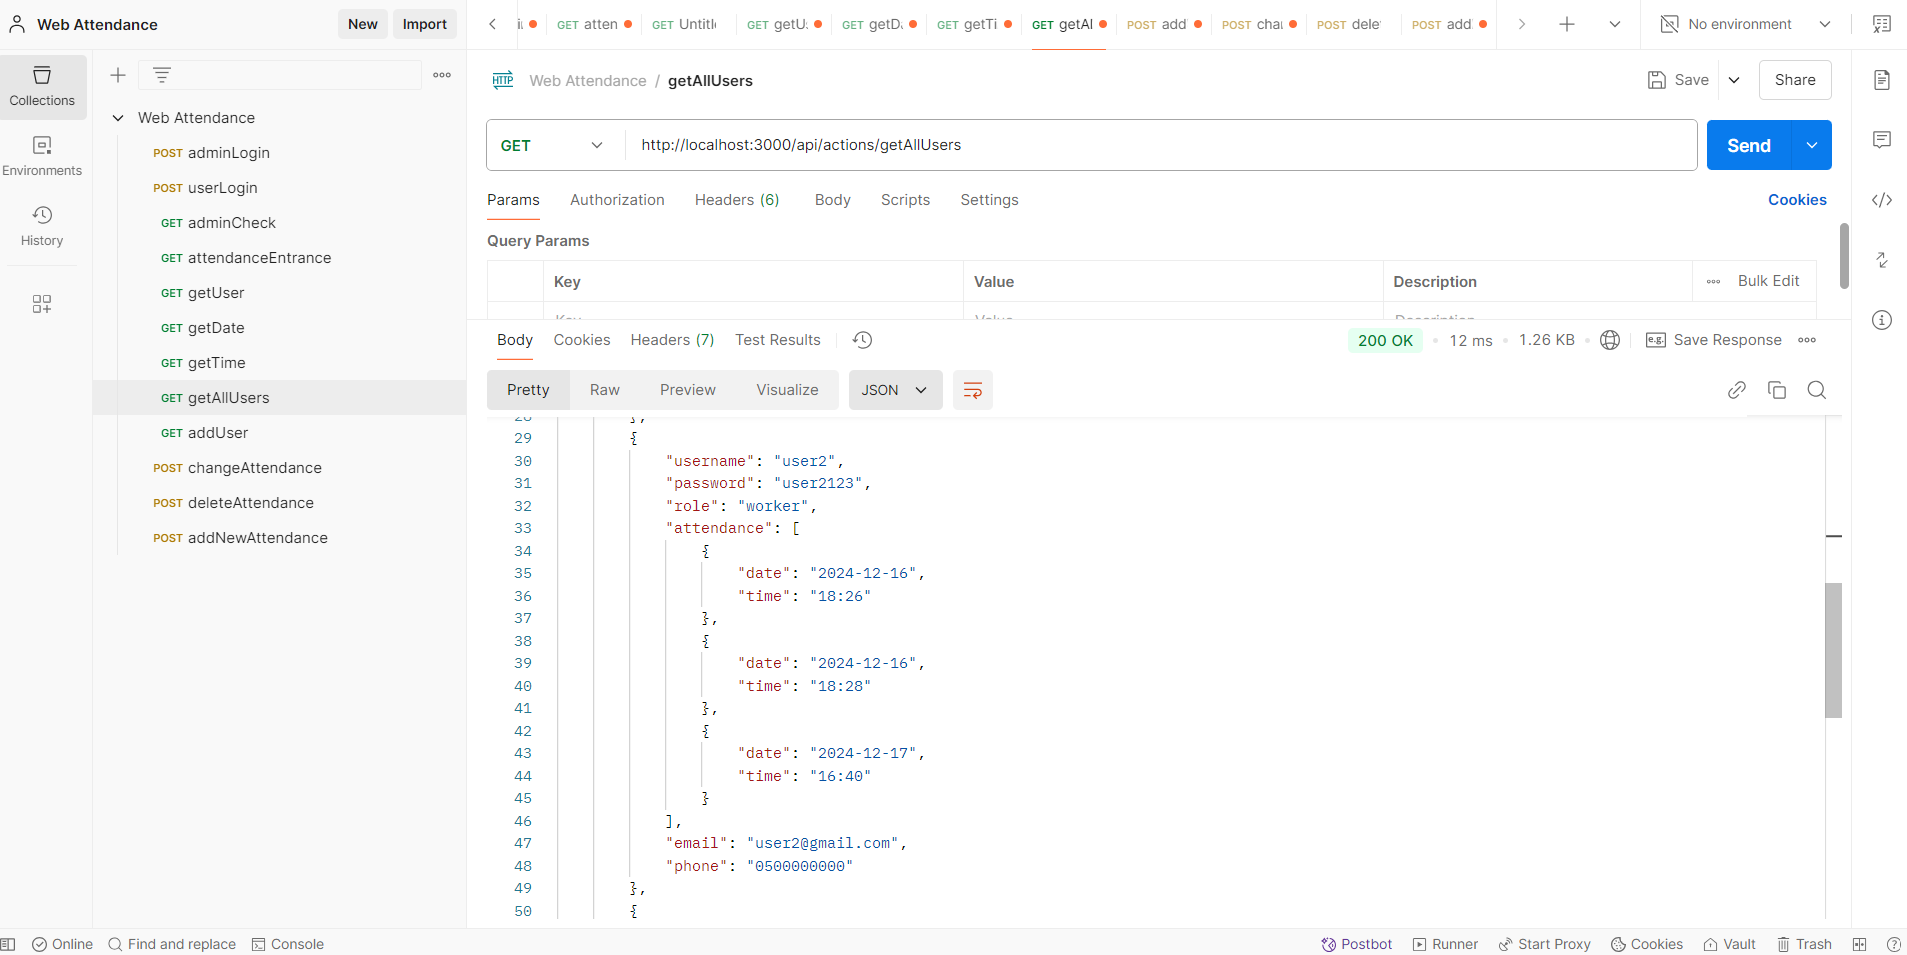 Web Attendance
New
Import
GET atten
GET Untitl
GET getU
GET getD
GET getTi
GET getAl
POST add
POST cha
POST dele
POST add
No environment
Collections
Environments
History
Web Attendance
POST adminLogin
POST userLogin
GET adminCheck
GET attendanceEntrance
GET getUser
GET getDate
GET getTime
GET getAllUsers
GET addUser
POST changeAttendance
POST deleteAttendance
POST addNewAttendance
HTTP Web Attendance / getAllUsers
Save
Share
GET http://localhost:3000/api/actions/getAllUsers
Send
Params Authorization Headers (6) Body Scripts Settings Cookies
Query Params
Key Value Description ••• Bulk Edit
Key Value Description
Body Cookies Headers (7) Test Results
200 OK • 12 ms • 1.26 KB • e.g. Save Response •••
Pretty Raw Preview Visualize JSON
28 },
29 {
30 "username": "user2",
31 "password": "user2123",
32 "role": "worker",
33 "attendance": [
34 {
35 "date": "2024-12-16",
36 "time": "18:26"
37 },
38 {
39 "date": "2024-12-16",
40 "time": "18:28"
41 },
42 {
43 "date": "2024-12-17",
44 "time": "16:40"
45 }
46 ],
47 "email": "user2@gmail.com",
48 "phone": "0500000000"
49 },
50 {
Online Find and replace Console
Postbot Runner Start Proxy Cookies Vault Trash